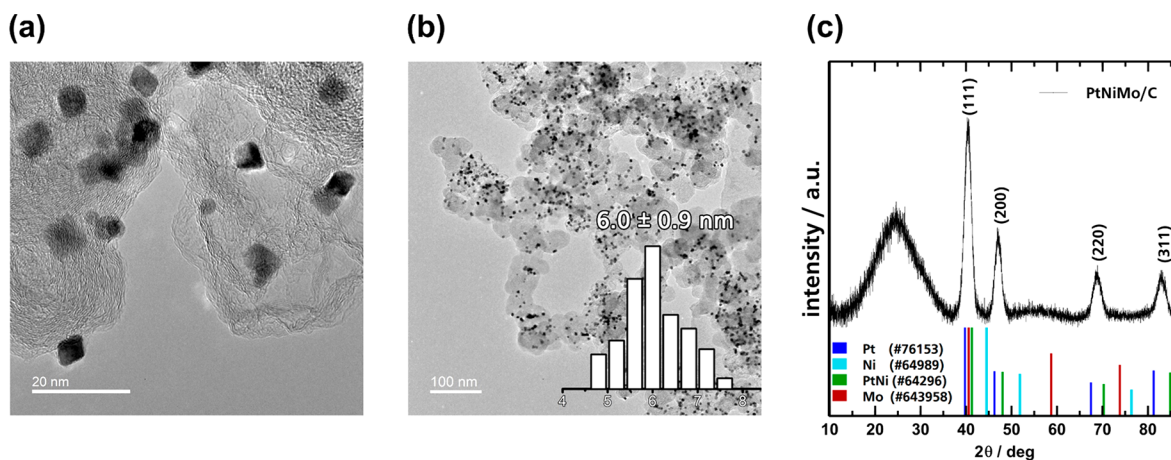 (a)
(b)
(c)
20 nm
6.0 ± 0.9 nm
100 nm
4 5 6 7 8
PtNiMo/C
(111)
(200)
(220)
(311)
intensity / a.u.
Pt (#76153)
Ni (#64989)
PtNi (#64296)
Mo (#643958)
10 20 30 40 50 60 70 80
2θ / deg